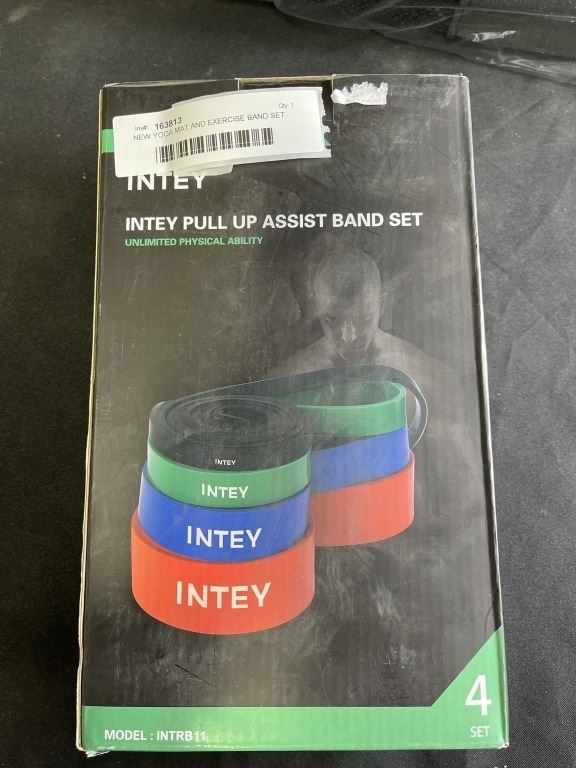 Inv#: 163813 Qty: 1
NEW YOGA MAT AND EXERCISE BAND SET
INTEY
INTEY PULL UP ASSIST BAND SET
UNLIMITED PHYSICAL ABILITY
INTEY
INTEY
INTEY
INTEY
4
SET
MODEL : INTRB11